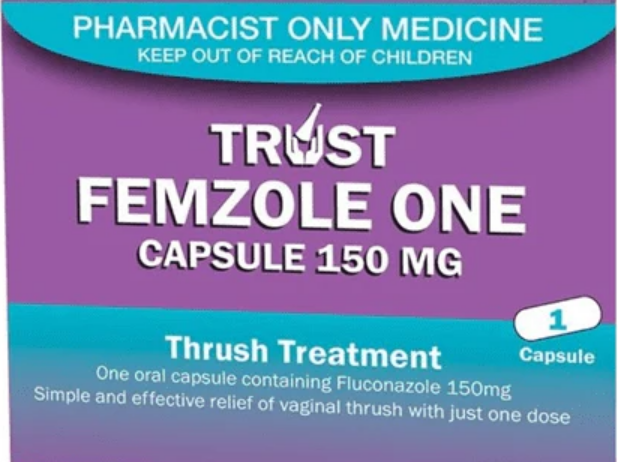 PHARMACIST ONLY MEDICINE
KEEP OUT OF REACH OF CHILDREN
TRUST
FEMZOLE ONE
CAPSULE 150 MG
1
Capsule
Thrush Treatment
One oral capsule containing Fluconazole 150mg
Simple and effective relief of vaginal thrush with just one dose